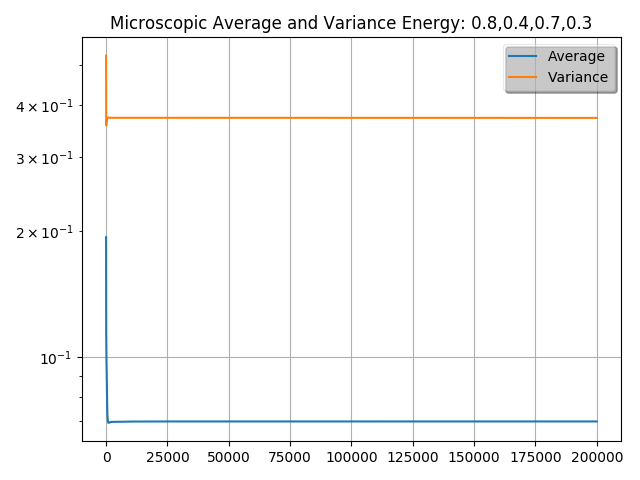 Microscopic Average and Variance Energy: 0.8,0.4,0.7,0.3
Average
Variance
4 × 10⁻¹
3 × 10⁻¹
2 × 10⁻¹
10⁻¹
0 25000 50000 75000 100000 125000 150000 175000 200000